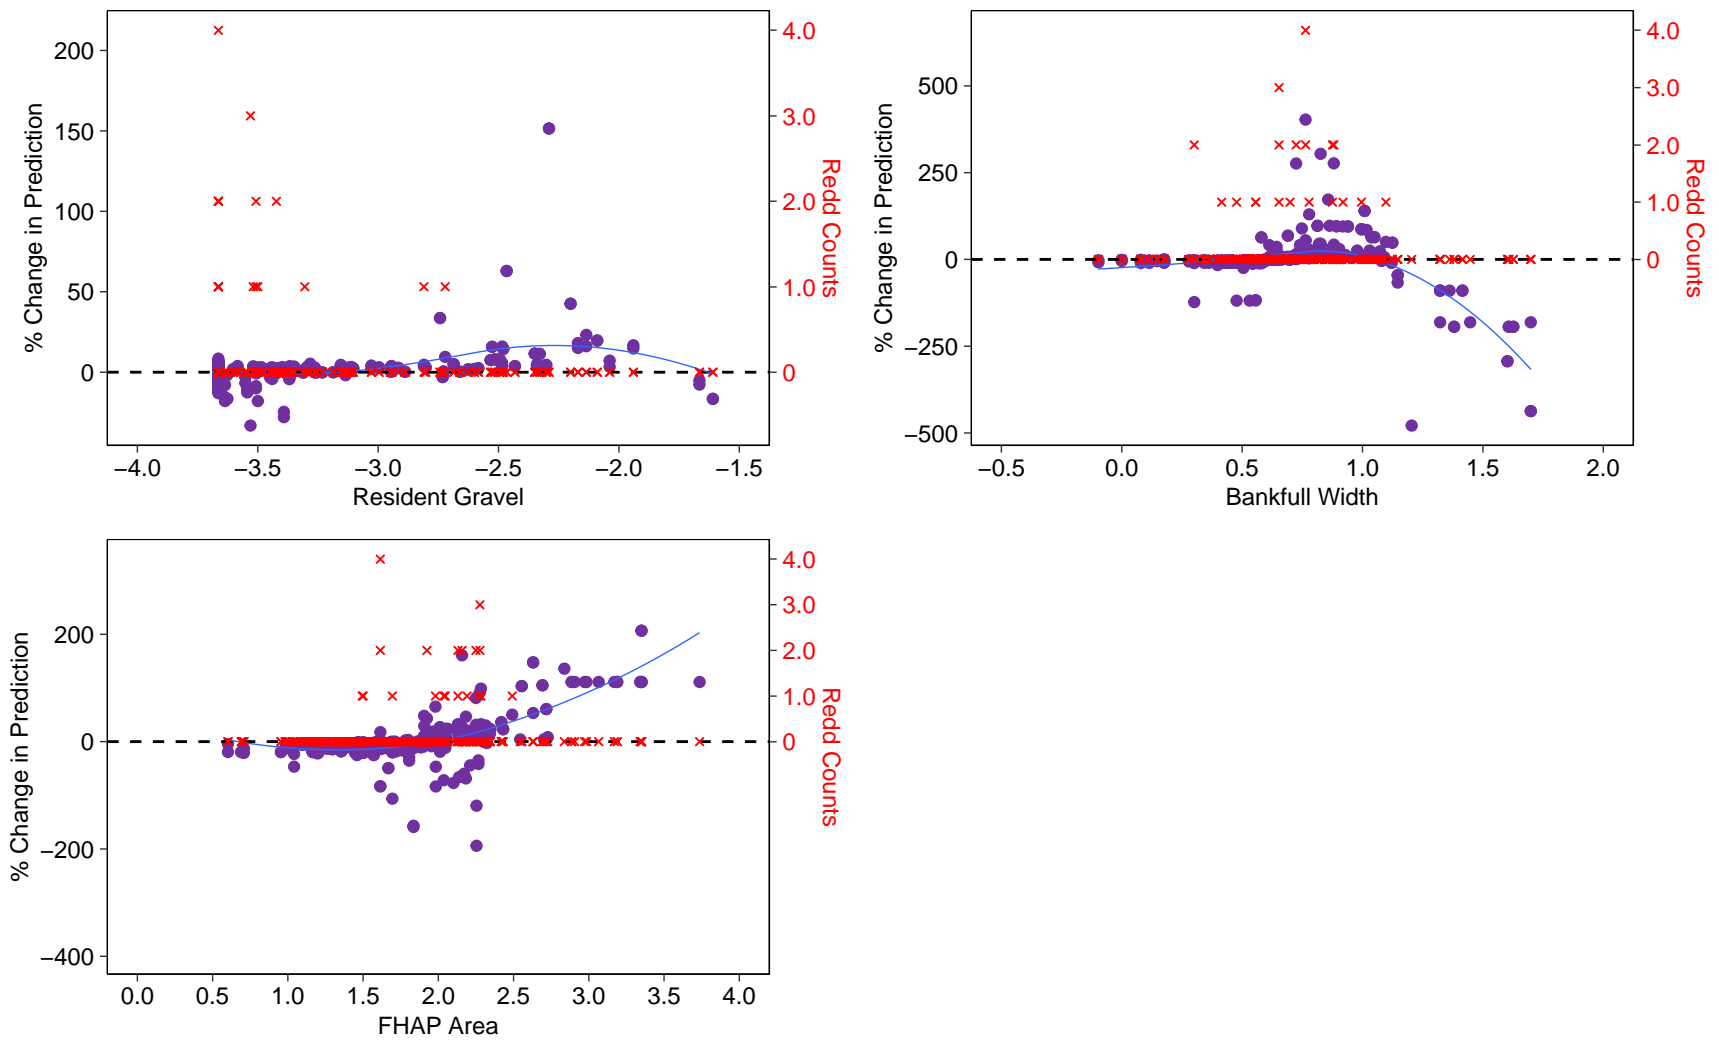 % Change in Prediction
200
150
100
50
0
4.0
3.0
2.0
1.0
0
Redd Counts
−4.0 −3.5 −3.0 −2.5 −2.0 −1.5
Resident Gravel
% Change in Prediction
500
250
0
−250
−500
4.0
3.0
2.0
1.0
0
Redd Counts
−0.5 0.0 0.5 1.0 1.5 2.0
Bankfull Width
% Change in Prediction
200
0
−200
−400
4.0
3.0
2.0
1.0
0
Redd Counts
0.0 0.5 1.0 1.5 2.0 2.5 3.0 3.5 4.0
FHAP Area